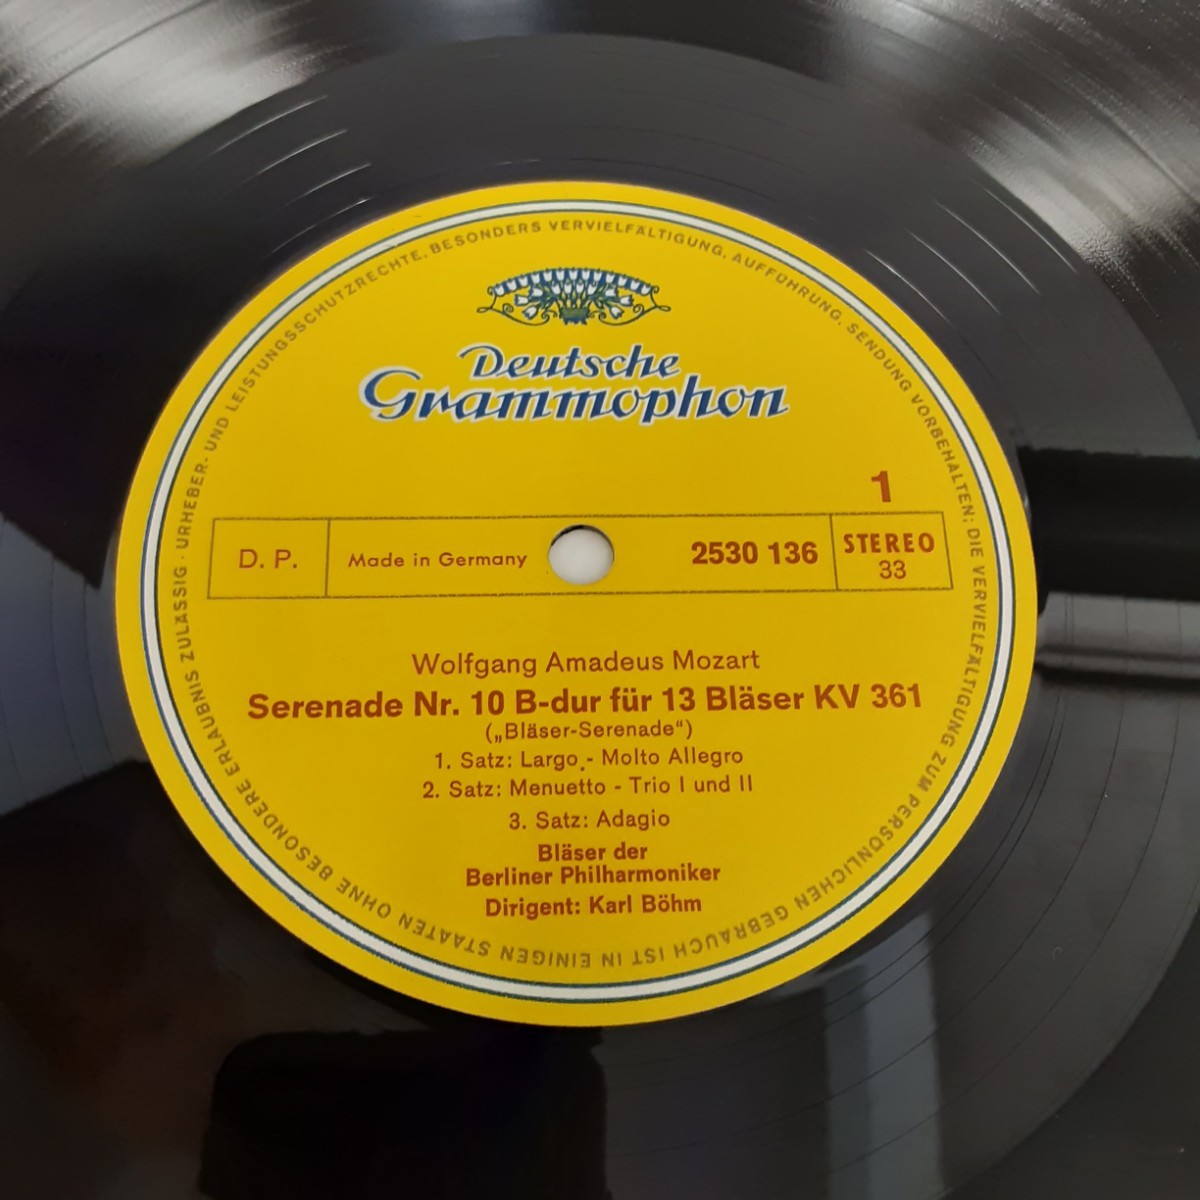 URHEBER- UND LEISTUNGSSCHUTZRECHTE, BESONDERS VERVIELFÄLTIGUNG, AUFFÜHRUNG, SENDUNG VORBEHALTEN; DIE VERVIELFÄLTIGUNG ZUM PERSÖNLICHEN GEBRAUCH IST IN EINIGEN STAATEN OHNE BESONDERE ERLAUBNIS ZULÄSSIG ·
Deutsche
Grammophon
1
D. P. Made in Germany 2530 136 STEREO
33
Wolfgang Amadeus Mozart
Serenade Nr. 10 B-dur für 13 Bläser KV 361
(„Bläser-Serenade“)
1. Satz: Largo - Molto Allegro
2. Satz: Menuetto - Trio I und II
3. Satz: Adagio
Bläser der
Berliner Philharmoniker
Dirigent: Karl Böhm